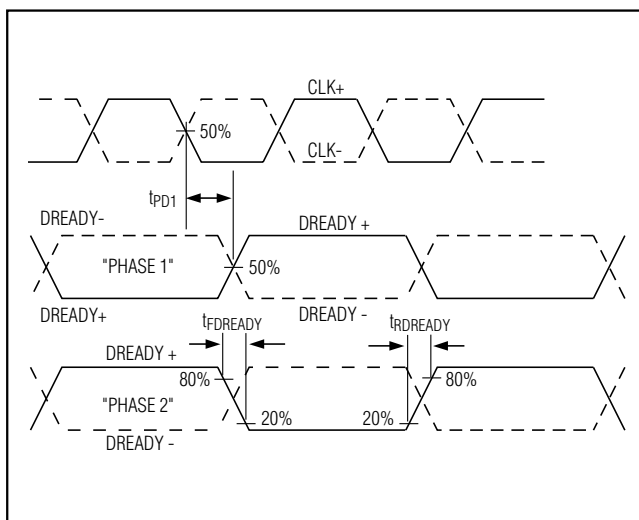 CLK+
50%
CLK-
tPD1
DREADY-
DREADY +
"PHASE 1"
50%
DREADY+
DREADY -
tFDREADY
tRDREADY
DREADY +
80%
80%
"PHASE 2"
20%
20%
DREADY -